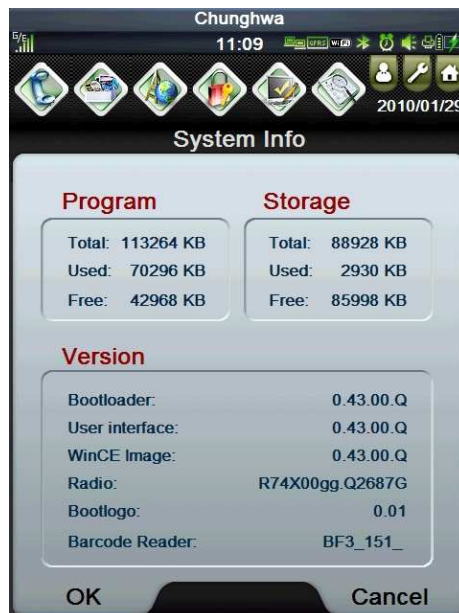 Chunghwa
11:09 GPRS WiFi
2010/01/29
System Info
Program
Total: 113264 KB
Used: 70296 KB
Free: 42968 KB
Storage
Total: 88928 KB
Used: 2930 KB
Free: 85998 KB
Version
Bootloader: 0.43.00.Q
User interface: 0.43.00.Q
WinCE Image: 0.43.00.Q
Radio: R74X00gg.Q2687G
Bootlogo: 0.01
Barcode Reader: BF3_151_
OK Cancel